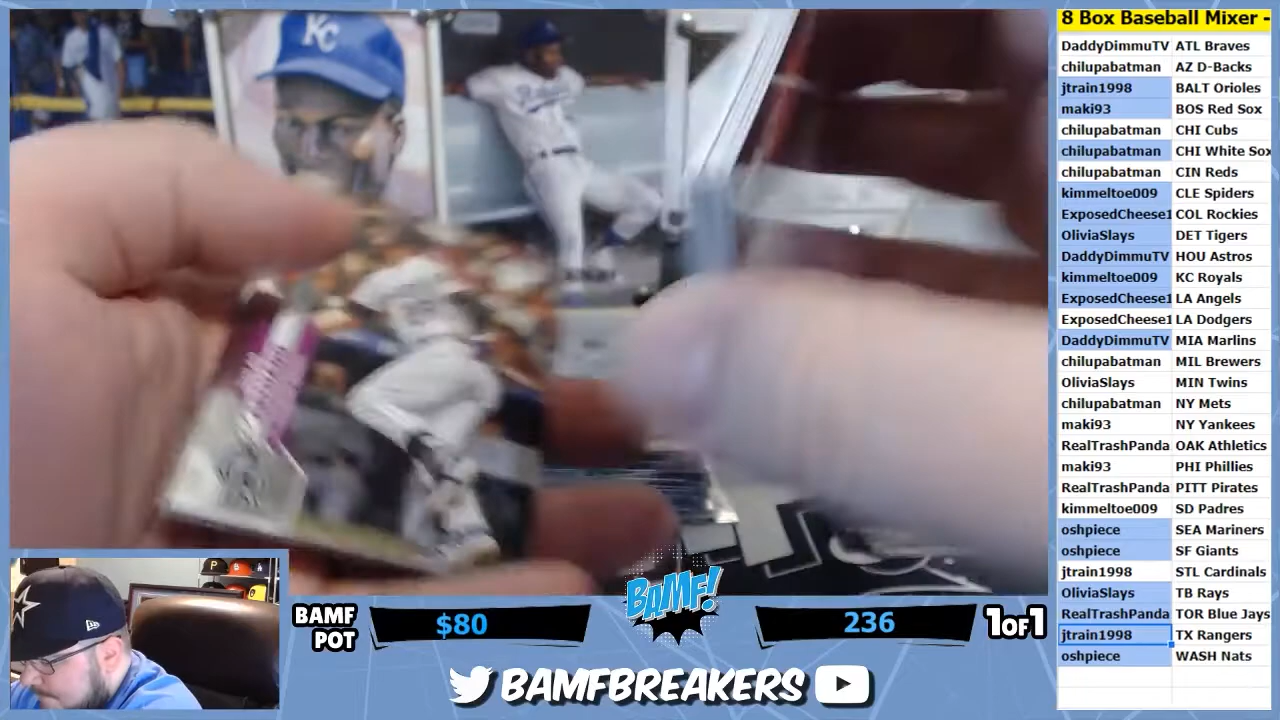 8 Box Baseball Mixer -
DaddyDimmuTV ATL Braves
chilupabatman AZ D-Backs
jtrain1998 BALT Orioles
maki93 BOS Red Sox
chilupabatman CHI Cubs
chilupabatman CHI White Sox
chilupabatman CIN Reds
kimmeltoe009 CLE Spiders
ExposedCheese1 COL Rockies
OliviaSlays DET Tigers
DaddyDimmuTV HOU Astros
kimmeltoe009 KC Royals
ExposedCheese1 LA Angels
ExposedCheese1 LA Dodgers
DaddyDimmuTV MIA Marlins
chilupabatman MIL Brewers
OliviaSlays MIN Twins
chilupabatman NY Mets
maki93 NY Yankees
RealTrashPanda OAK Athletics
maki93 PHI Phillies
RealTrashPanda PITT Pirates
kimmeltoe009 SD Padres
oshpiece SEA Mariners
oshpiece SF Giants
jtrain1998 STL Cardinals
OliviaSlays TB Rays
RealTrashPanda TOR Blue Jays
jtrain1998 TX Rangers
oshpiece WASH Nats
KC
Royals
BAMF POT
$80
BAMF!
236
1OF1
BAMFBREAKERS